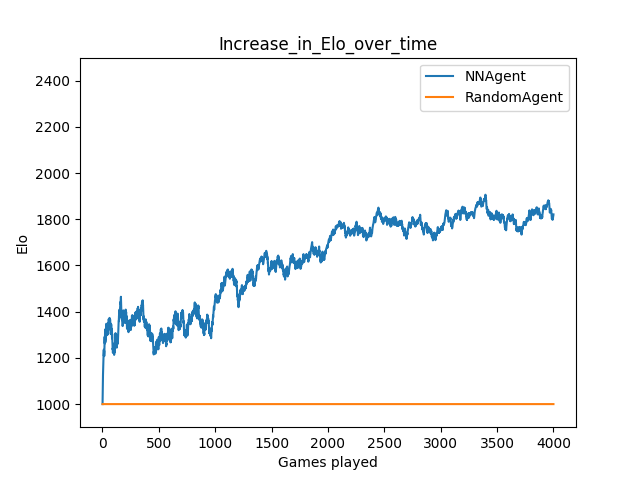 Increase_in_Elo_over_time
NNAgent
RandomAgent
2400
2200
2000
1800
1600
1400
1200
1000
Elo
0 500 1000 1500 2000 2500 3000 3500 4000
Games played